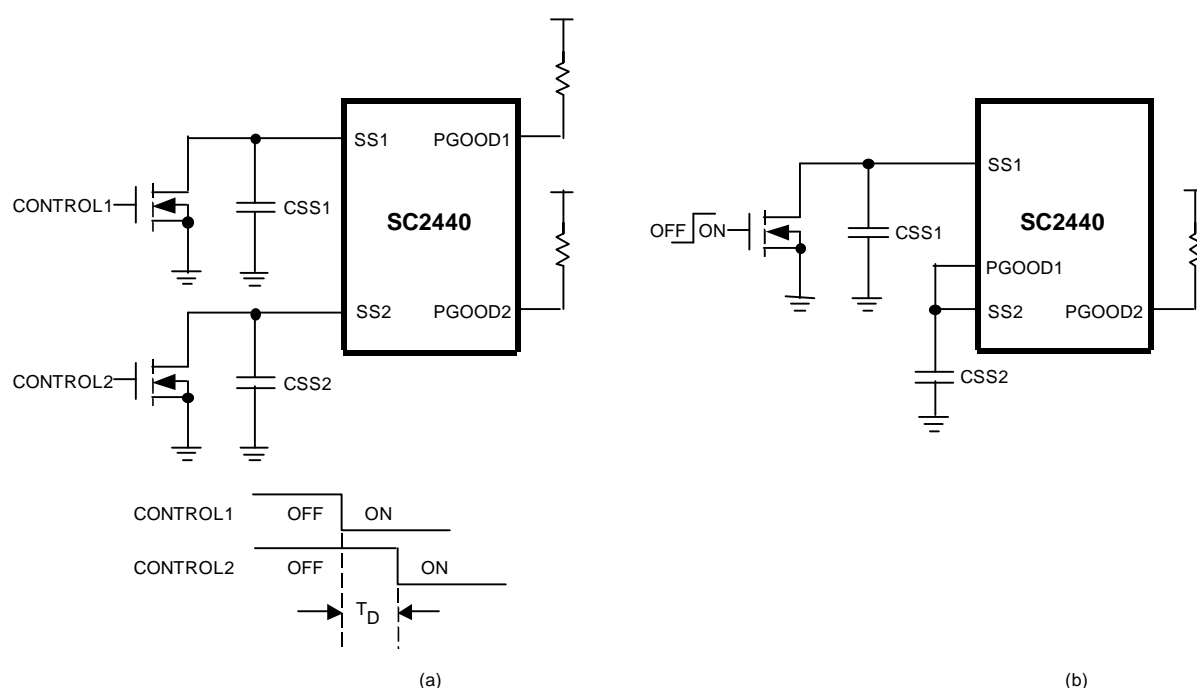 SS1
PGOOD1
CONTROL1
CSS1
SC2440
SS2
PGOOD2
CONTROL2
CSS2
CONTROL1 OFF ON
CONTROL2 OFF ON
TD
(a)
SS1
OFF ON
CSS1
SC2440
PGOOD1
SS2
PGOOD2
CSS2
(b)